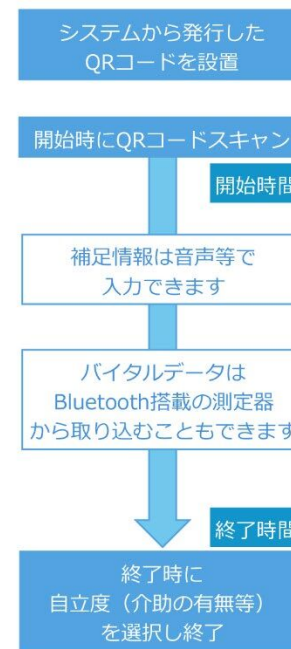 システムから発行した
QRコードを設置
開始時にQRコードスキャン
開始時間
補足情報は音声等で
入力できます
バイタルデータは
Bluetooth搭載の測定器
から取り込むこともできます
終了時間
終了時に
自立度（介助の有無等）
を選択し終了